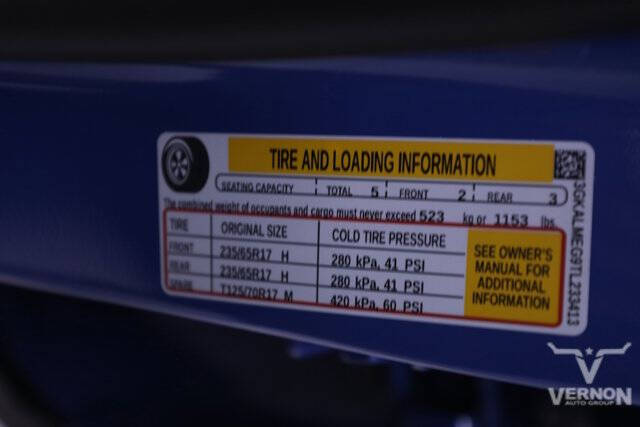 TIRE AND LOADING INFORMATION
SEATING CAPACITY TOTAL 5 FRONT 2 REAR 3
The combined weight of occupants and cargo must never exceed 523 kg or 1153 lbs.
TIRE ORIGINAL SIZE COLD TIRE PRESSURE
FRONT 235/65R17 H 280 kPa, 41 PSI
REAR 235/65R17 H 280 kPa, 41 PSI
SPARE T125/70R17 M 420 kPa, 60 PSI
SEE OWNER'S
MANUAL FOR
ADDITIONAL
INFORMATION
3GKALMEG9TL233413
VERNON
AUTO GROUP